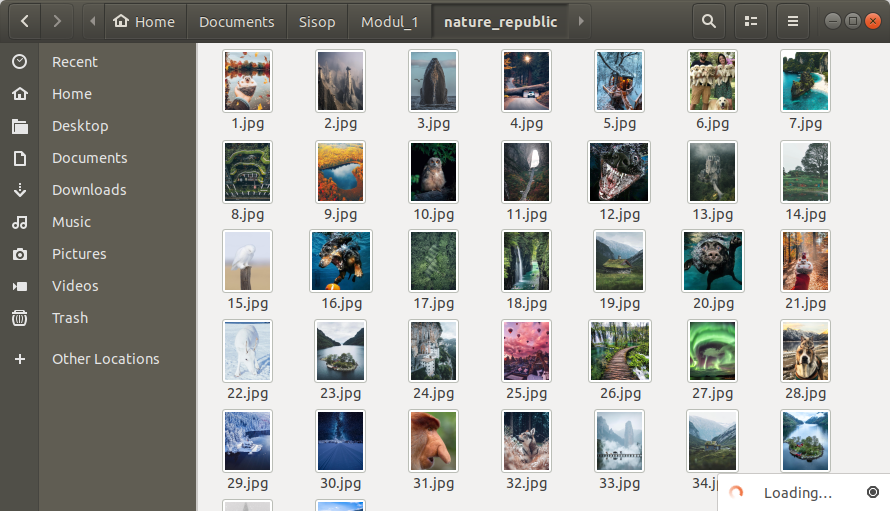 Home Documents Sisop Modul_1 nature_republic
Recent
Home
Desktop
Documents
Downloads
Music
Pictures
Videos
Trash
Other Locations
1.jpg 2.jpg 3.jpg 4.jpg 5.jpg 6.jpg 7.jpg
8.jpg 9.jpg 10.jpg 11.jpg 12.jpg 13.jpg 14.jpg
15.jpg 16.jpg 17.jpg 18.jpg 19.jpg 20.jpg 21.jpg
22.jpg 23.jpg 24.jpg 25.jpg 26.jpg 27.jpg 28.jpg
29.jpg 30.jpg 31.jpg 32.jpg 33.jpg 34.j
Loading...